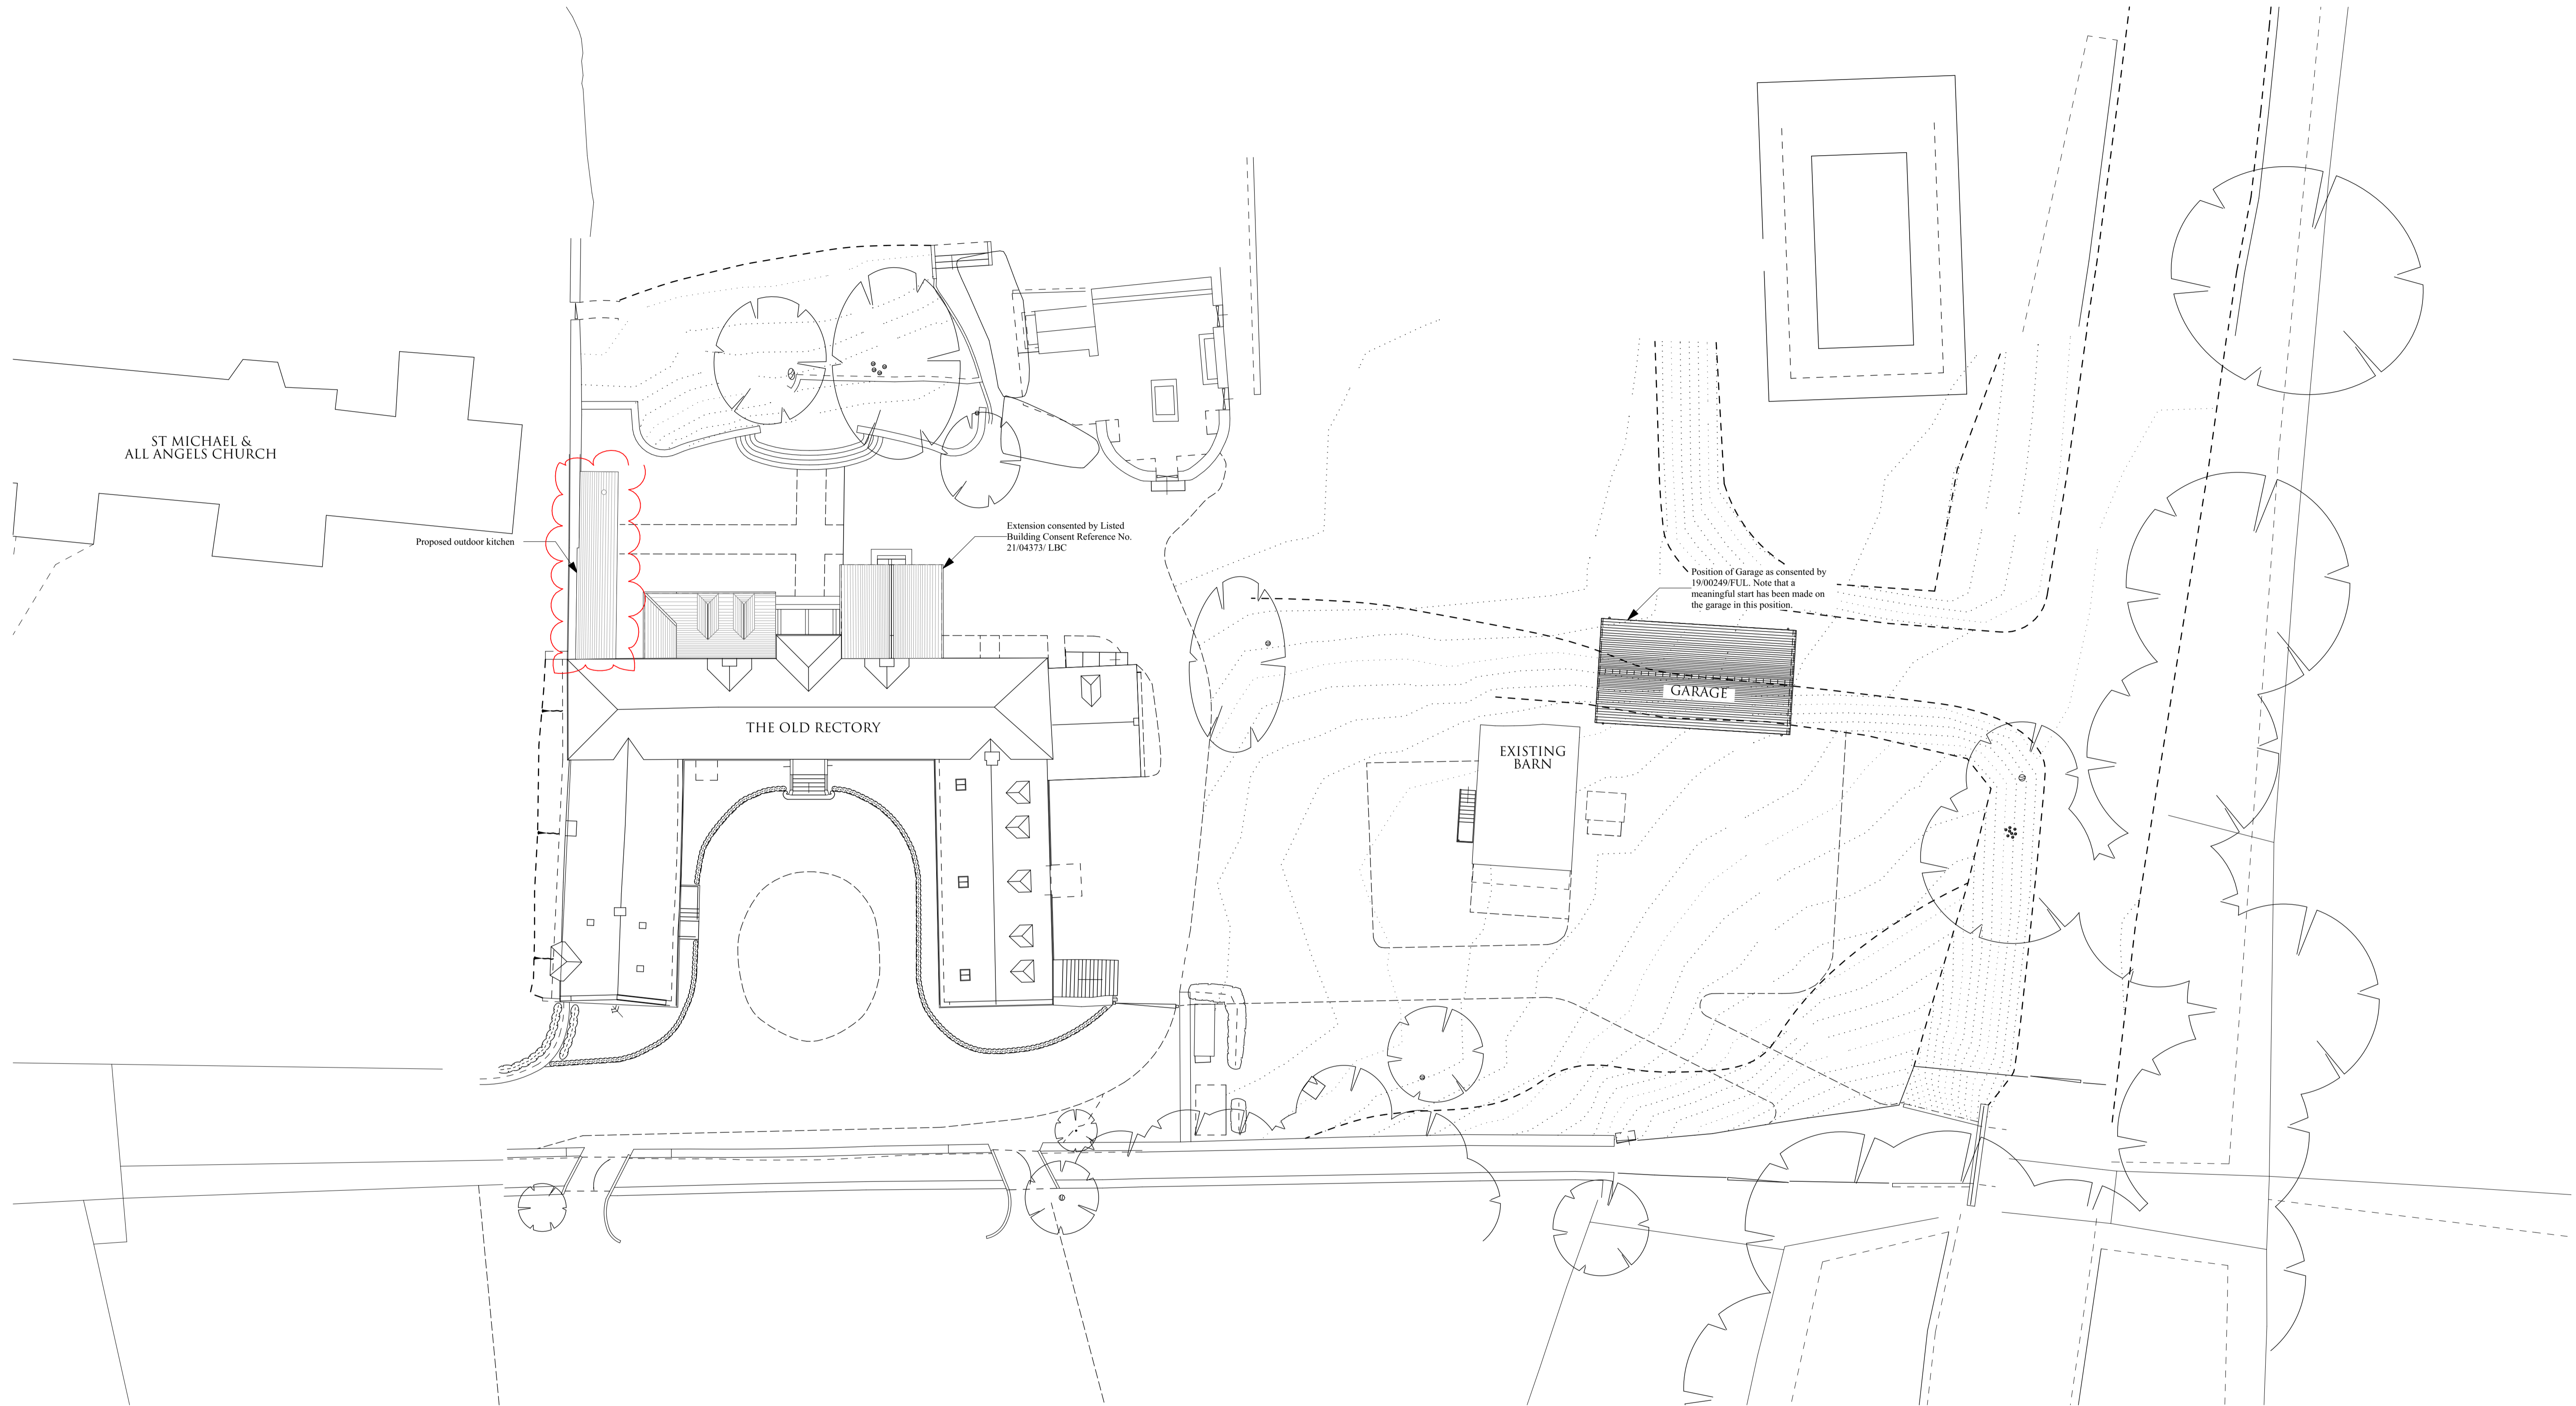 ST MICHAEL &
ALL ANGELS CHURCH
Proposed outdoor kitchen
Extension consented by Listed
Building Consent Reference No.
21/04373/ LBC
Position of Garage as consented by
19/00249/FUL. Note that a
meaningful start has been made on
the garage in this position.
GARAGE
THE OLD RECTORY
EXISTING
BARN